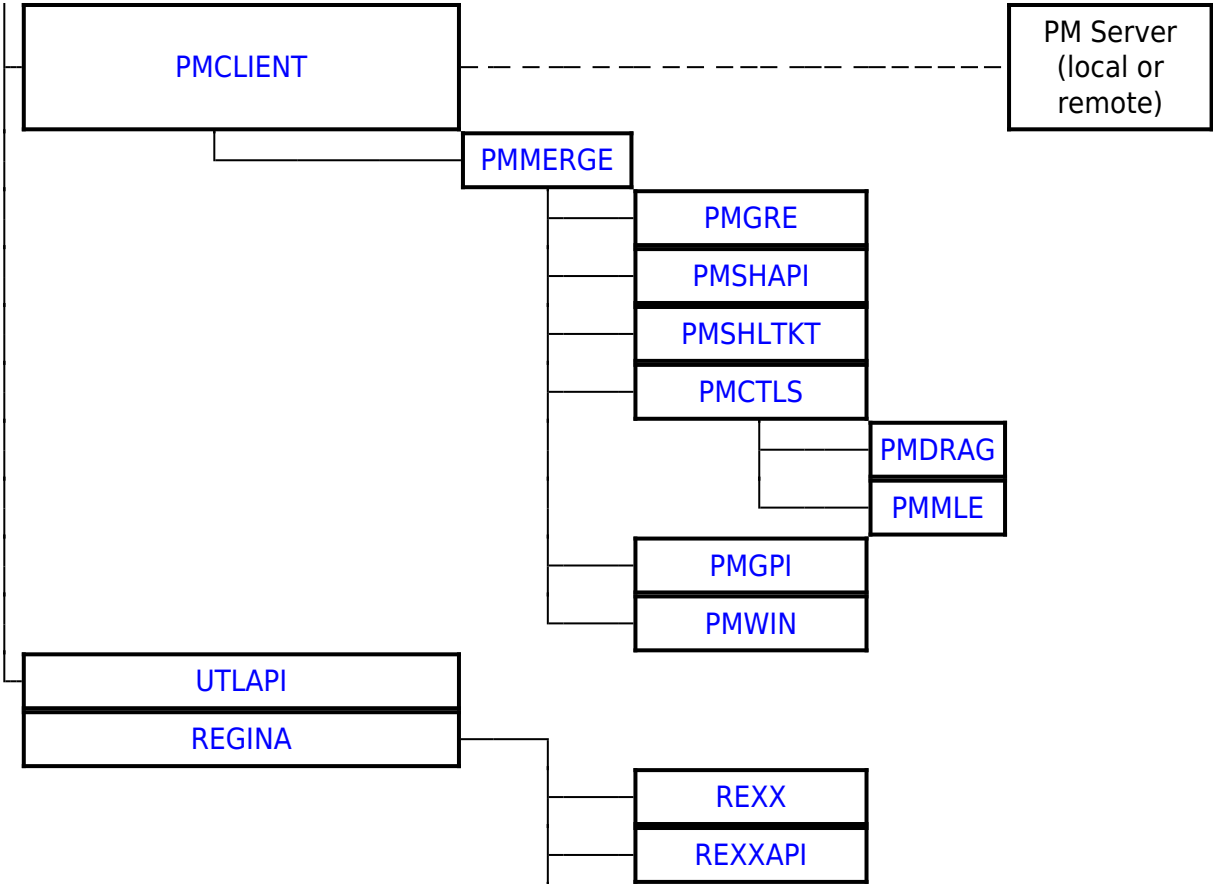 PMCLIENT
PM Server
(local or
remote)
PMMERGE
PMGRE
PMSHAPI
PMSHLTKT
PMCTLS
PMDRAG
PMMLE
PMGPI
PMWIN
UTLAPI
REGINA
REXX
REXXAPI